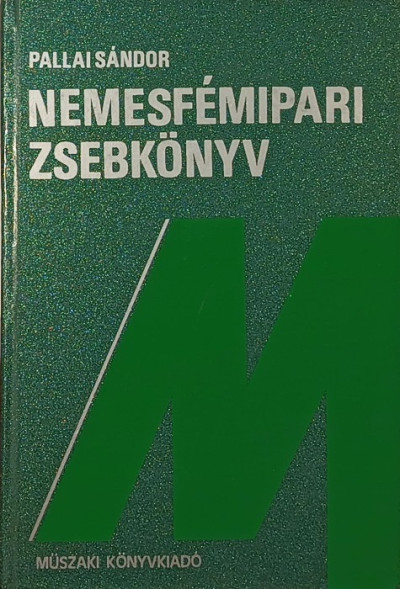 PALLAI SÁNDOR
NEMESFÉMIPARI
ZSEBKÖNYV
M
MŰSZAKI KÖNYVKIADÓ